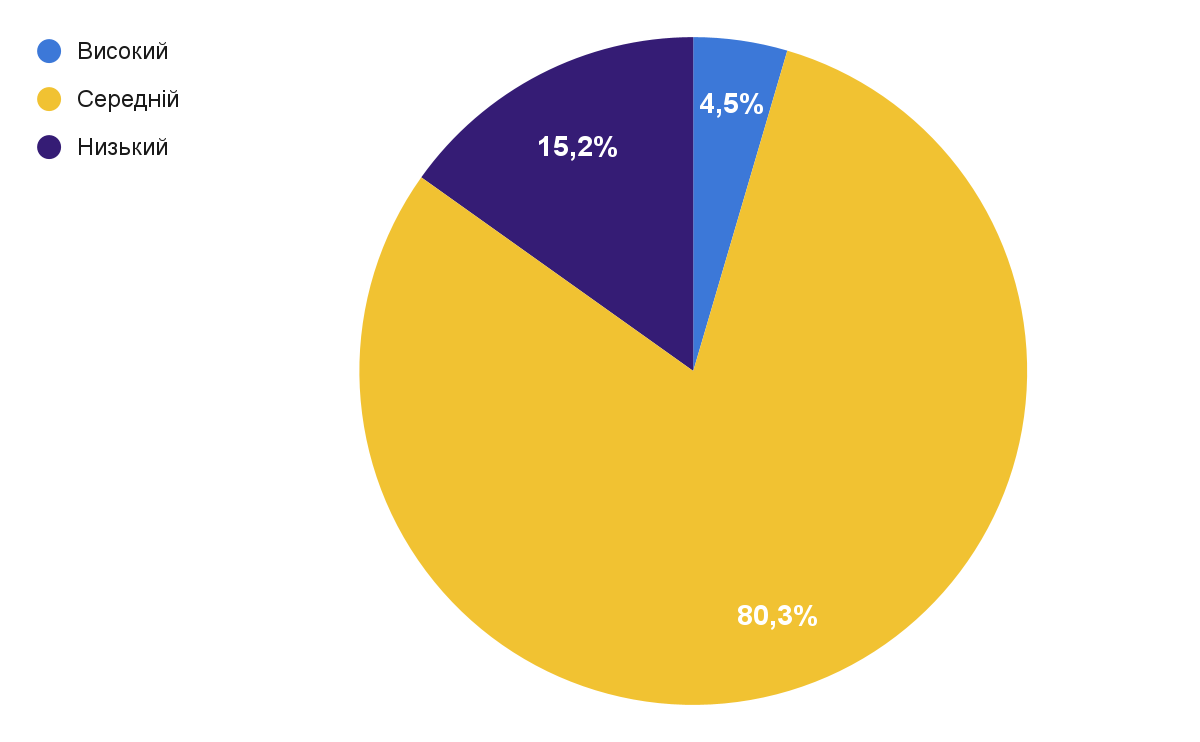 Високий
Середній
Низький
4,5%
15,2%
80,3%